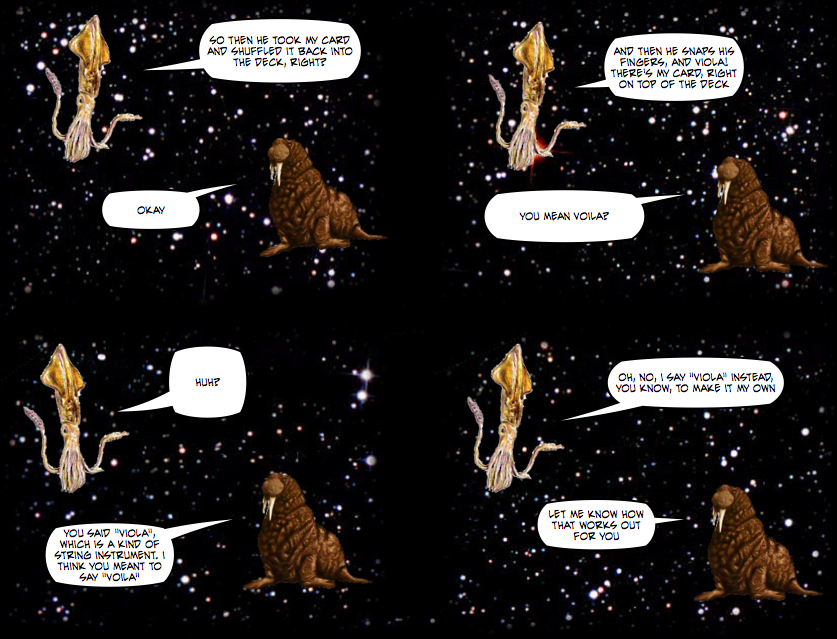 SO THEN HE TOOK MY CARD
AND SHUFFLED IT BACK INTO
THE DECK, RIGHT?
OKAY
AND THEN HE SNAPS HIS
FINGERS, AND VIOLA!
THERE'S MY CARD, RIGHT
ON TOP OF THE DECK
YOU MEAN VOILA?
HUH?
YOU SAID "VIOLA",
WHICH IS A KIND OF
STRING INSTRUMENT. I
THINK YOU MEANT TO
SAY "VOILA"
OH, NO, I SAY "VIOLA" INSTEAD,
YOU KNOW, TO MAKE IT MY OWN
LET ME KNOW HOW
THAT WORKS OUT
FOR YOU